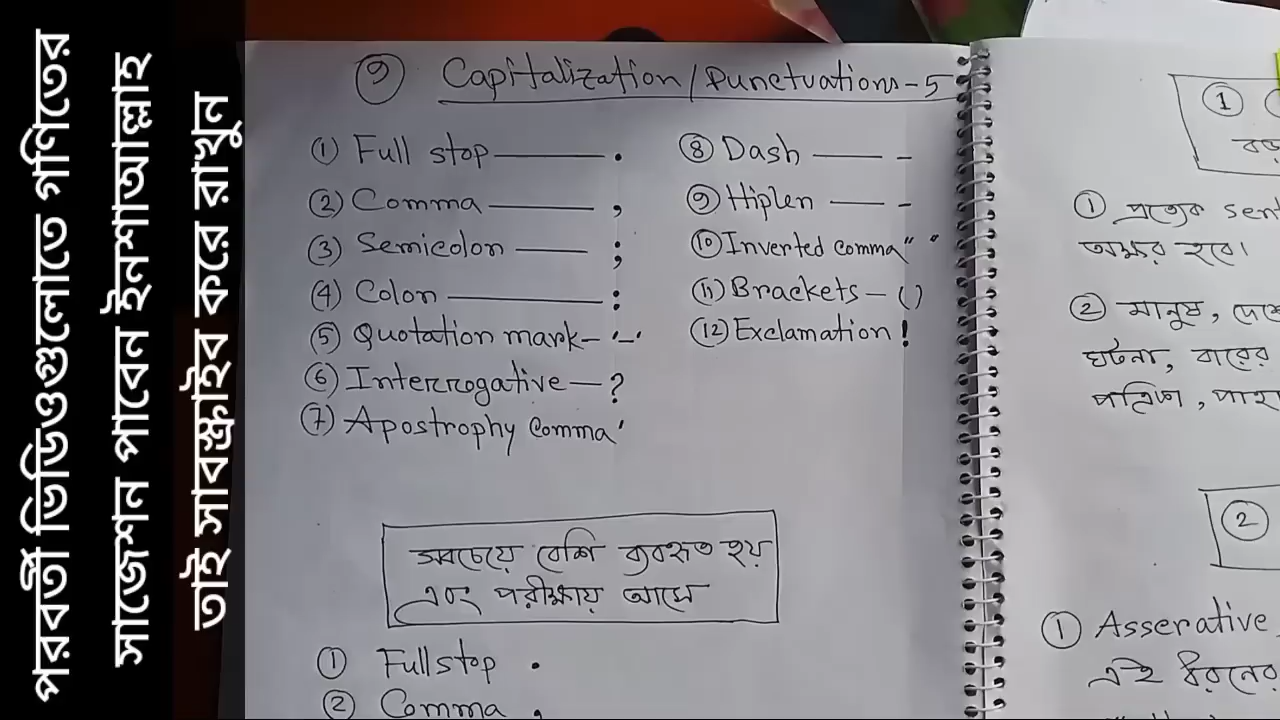 পরবর্তী ভিডিওগুলোতে গণিতের
সাজেশন পাবেন ইনশাআল্লাহ
তাই সাবস্ক্রাইব করে রাখুন
9 Capitalization/Punctuations-5
① Full stop — .
② Comma — ,
③ Semicolon — ;
④ Colon — :
⑤ Quotation mark - '-'
⑥ Interrogative — ?
⑦ Apostrophy comma '
⑧ Dash — -
⑨ Hiplen — -
⑩ Inverted comma " "
⑪ Brackets - ()
⑫ Exclamation !
সবচেয়ে বেশি ব্যবহৃত হয়
এবং পরীক্ষায় আসে
① Fullstop .
② Comma ,
①
① প্রত্যেক sent
অক্ষর হবে।
② মানুষ, দেশে
ঘটনা, বারের
②
① Asserative
এই ধরনের